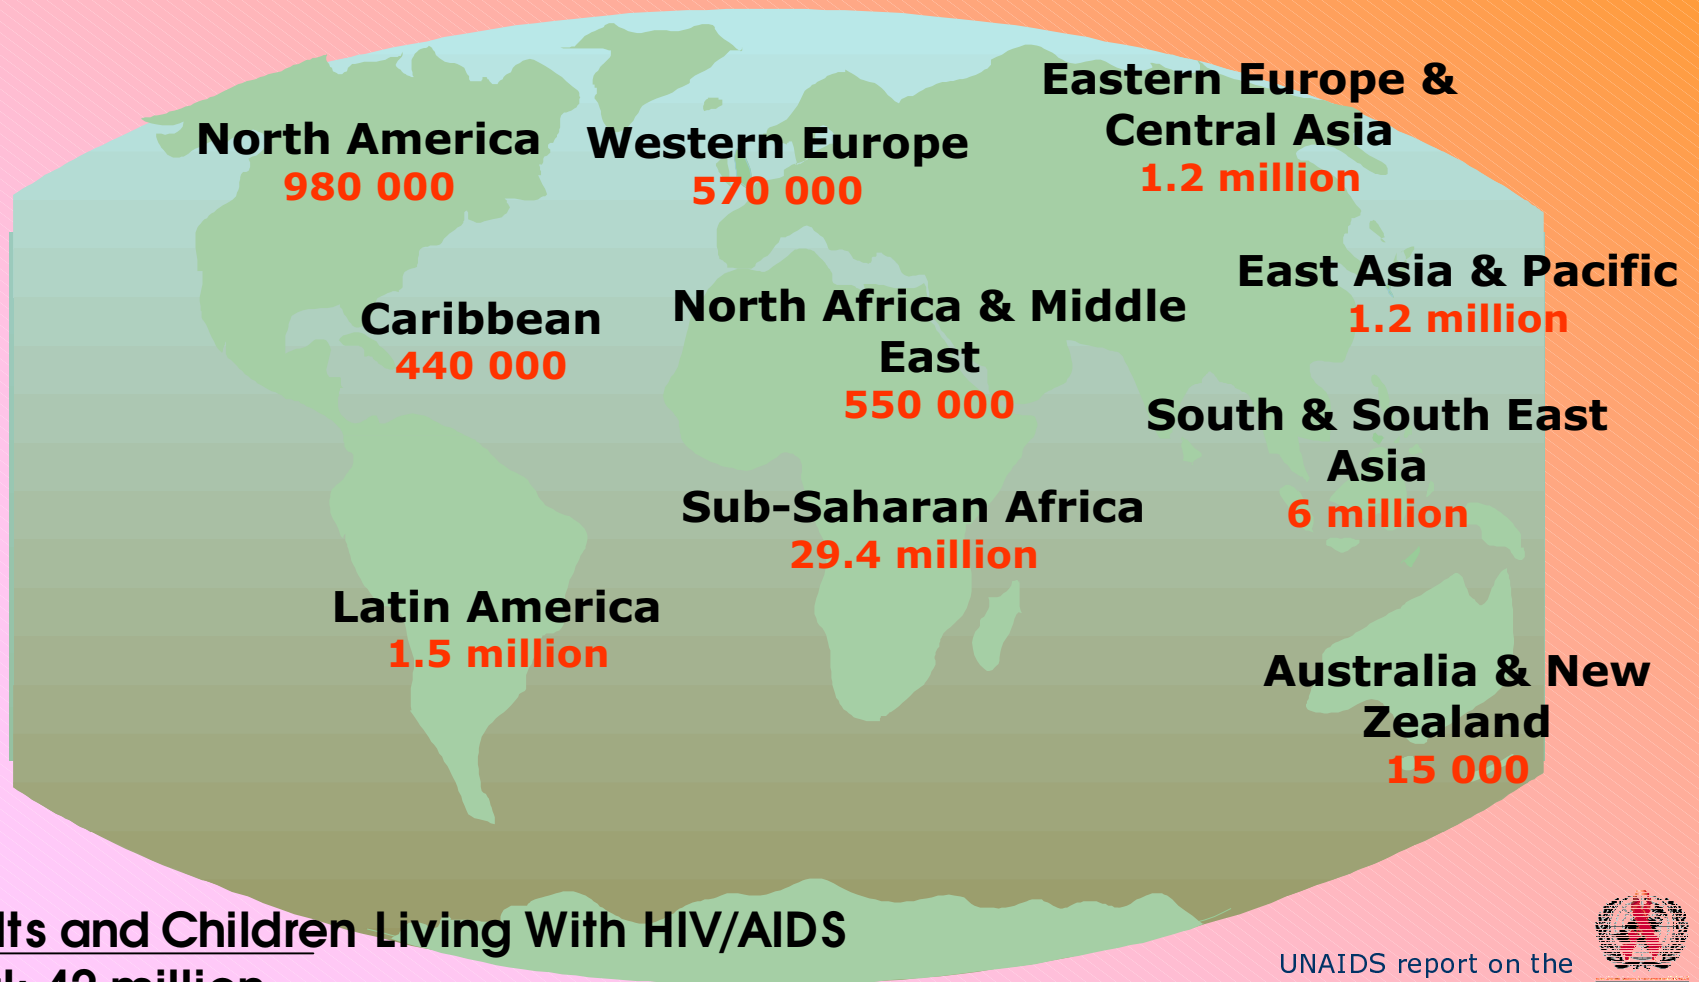 Eastern Europe &
Central Asia
1.2 million
North America
980 000
Western Europe
570 000
East Asia & Pacific
1.2 million
Caribbean
440 000
North Africa & Middle
East
550 000
South & South East
Asia
6 million
Sub-Saharan Africa
29.4 million
Latin America
1.5 million
Australia & New
Zealand
15 000
and Children Living With HIV/AIDS
42 million
UNAIDS report on the